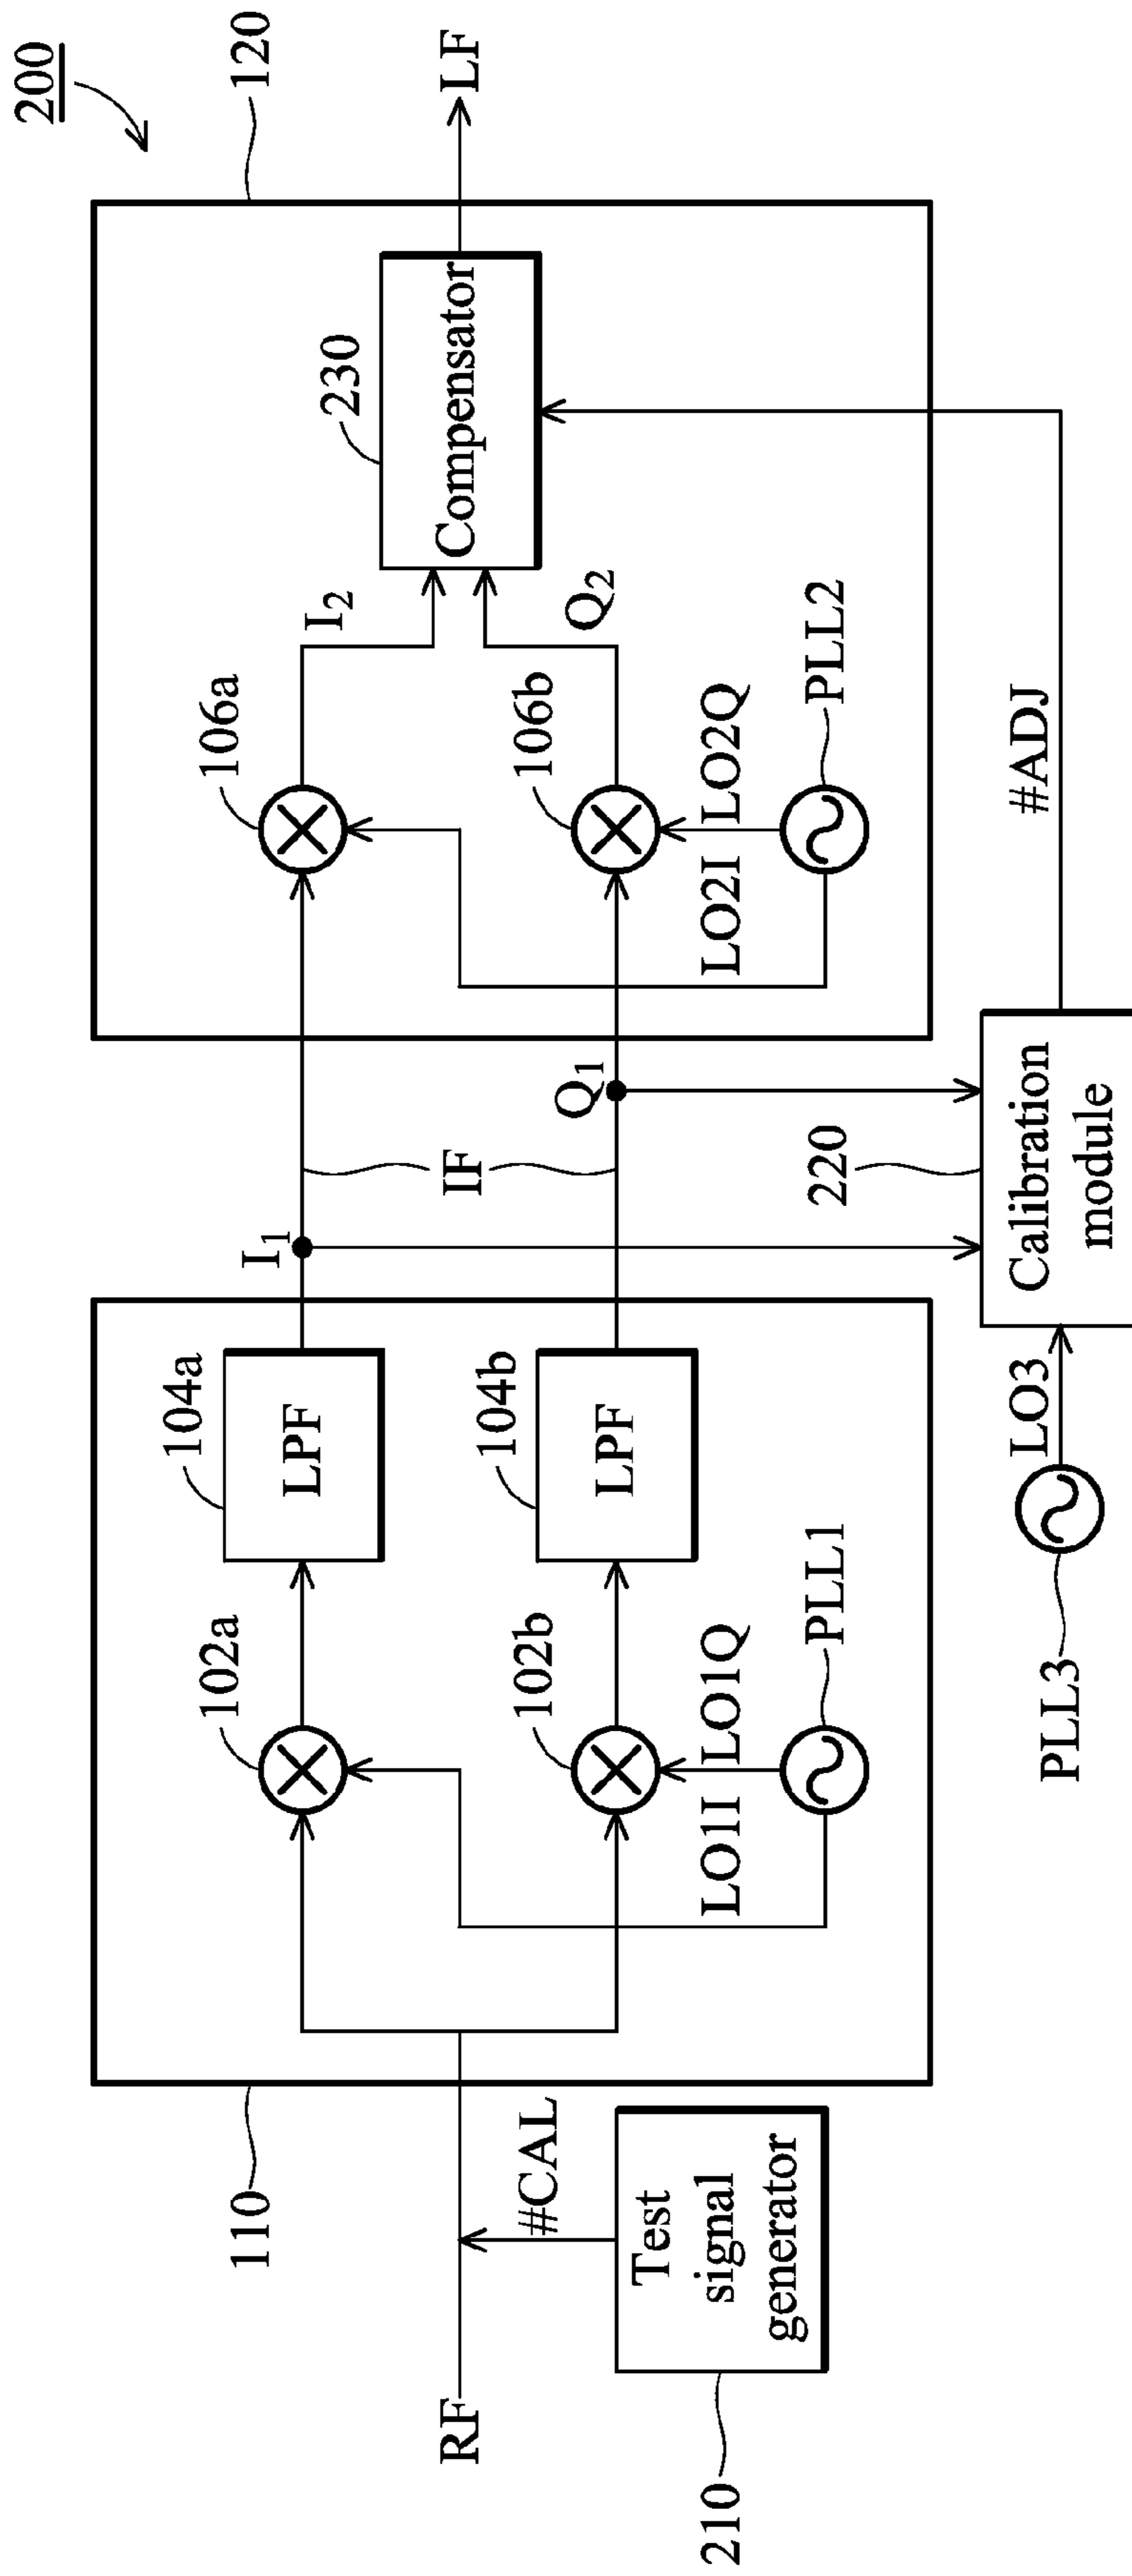 200
110
120
102a
104a
I₁
106a
I₂
230
LPF
Compensator
LF
RF
#CAL
IF
102b
104b
Q₁
106b
Q₂
LPF
Test
signal
generator
210
LO1I
LO1Q
LO2I
LO2Q
PLL1
PLL2
220
PLL3
LO3
Calibration
module
#ADJ